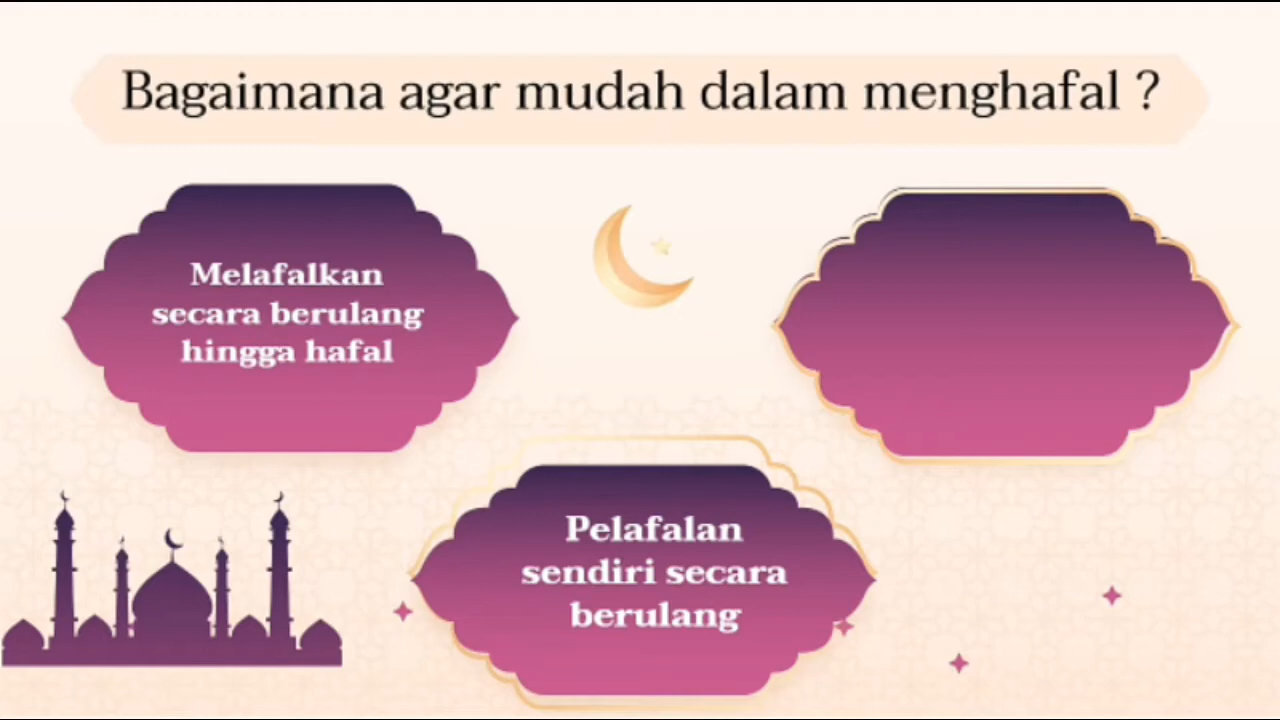 Bagaimana agar mudah dalam menghafal ?
Melafalkan
secara berulang
hingga hafal
Pelafalan
sendiri secara
berulang